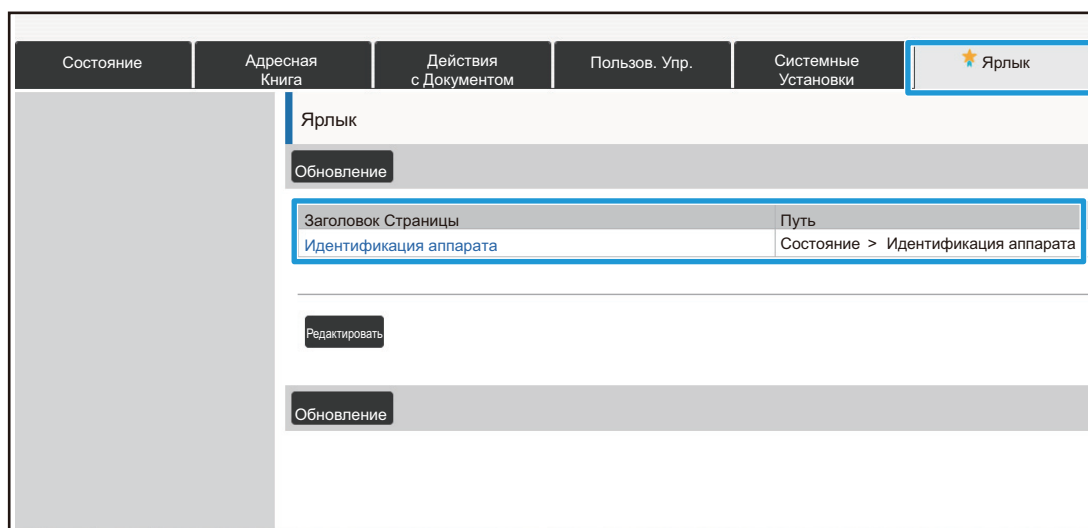 Состояние
Адресная
Книга
Действия
с Документом
Пользов. Упр.
Системные
Установки
Ярлык
Ярлык
Обновление
Заголовок Страницы
Путь
Идентификация аппарата
Состояние > Идентификация аппарата
Редактировать
Обновление